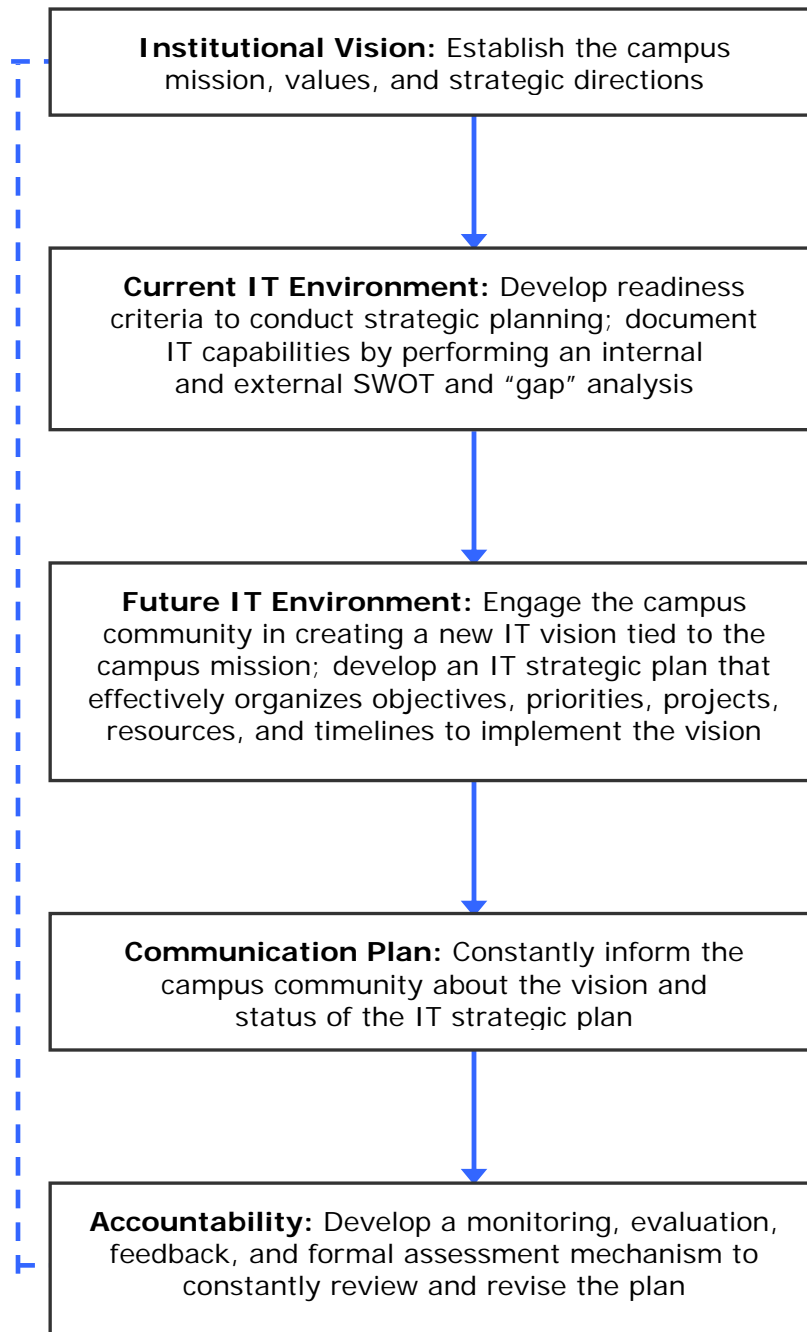 Institutional Vision: Establish the campus
mission, values, and strategic directions
Current IT Environment: Develop readiness
criteria to conduct strategic planning; document
IT capabilities by performing an internal
and external SWOT and “gap” analysis
Future IT Environment: Engage the campus
community in creating a new IT vision tied to the
campus mission; develop an IT strategic plan that
effectively organizes objectives, priorities, projects,
resources, and timelines to implement the vision
Communication Plan: Constantly inform the
campus community about the vision and
status of the IT strategic plan
Accountability: Develop a monitoring, evaluation,
feedback, and formal assessment mechanism to
constantly review and revise the plan